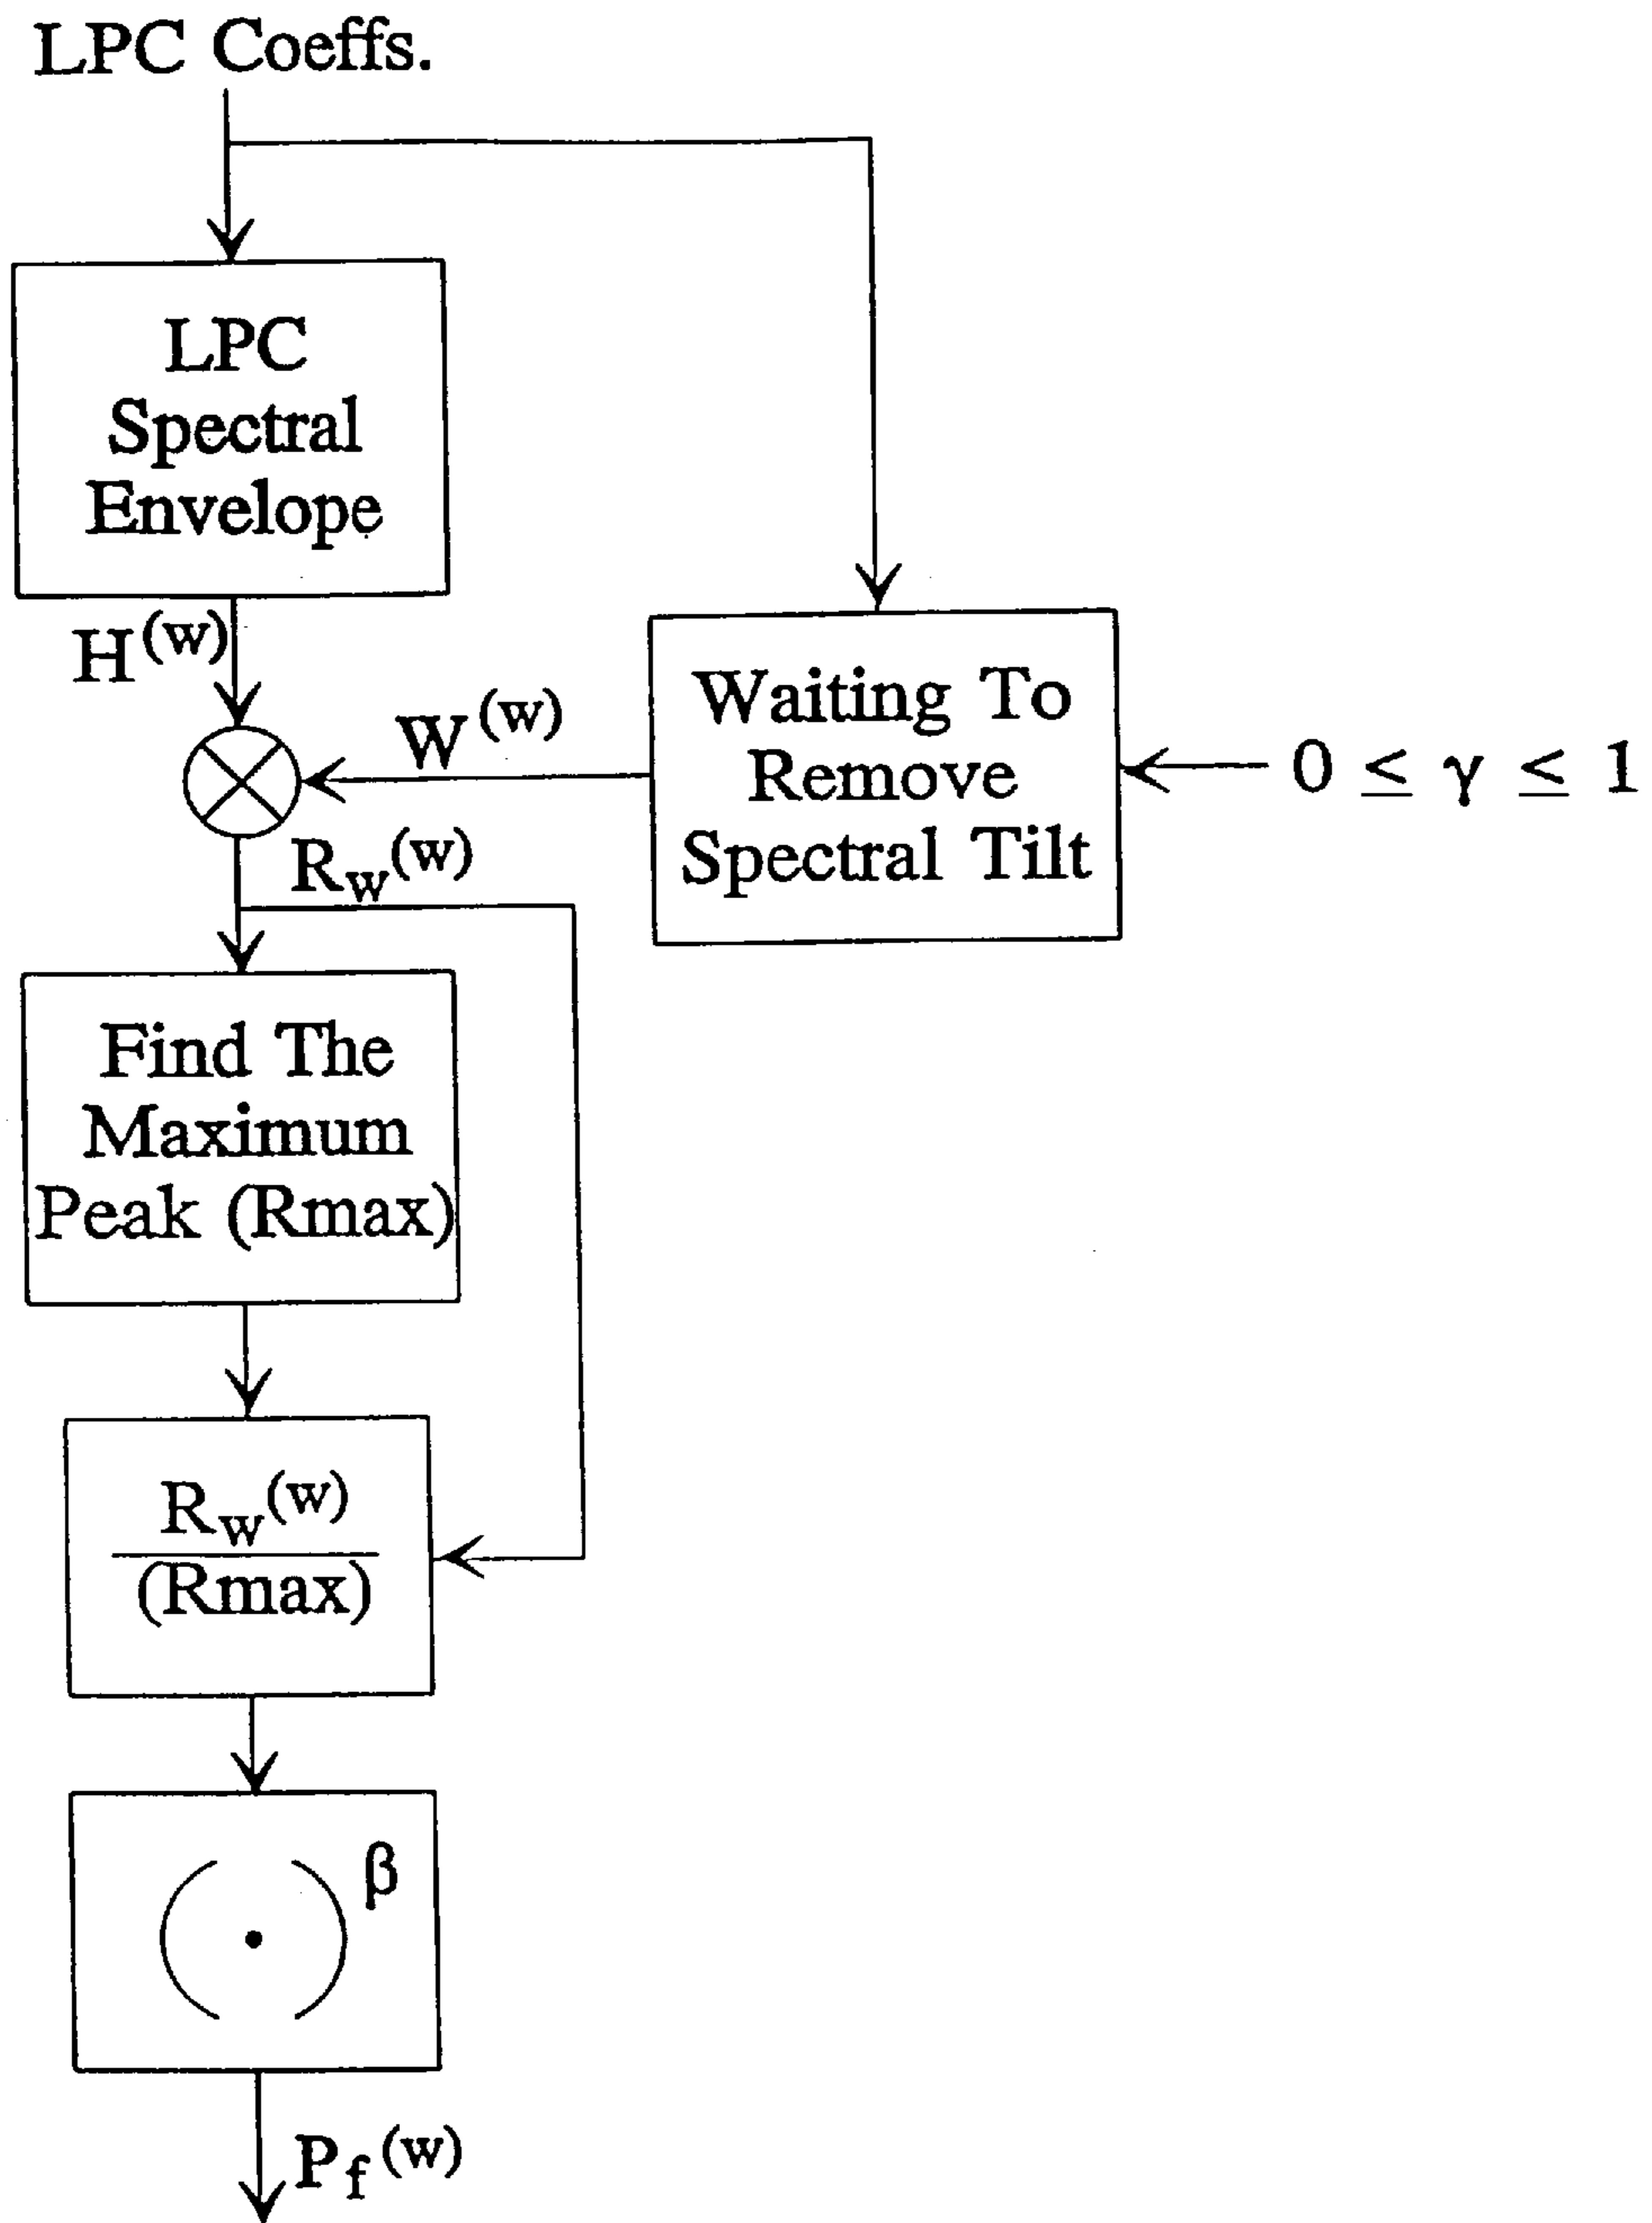 LPC Coeffs.
LPC
Spectral
Envelope
H(w)
W(w)
Waiting To
Remove
Spectral Tilt
0 ≤ γ ≤ 1
Rw(w)
Find The
Maximum
Peak (Rmax)
Rw(w)
(Rmax)
( • )β
Pf(w)